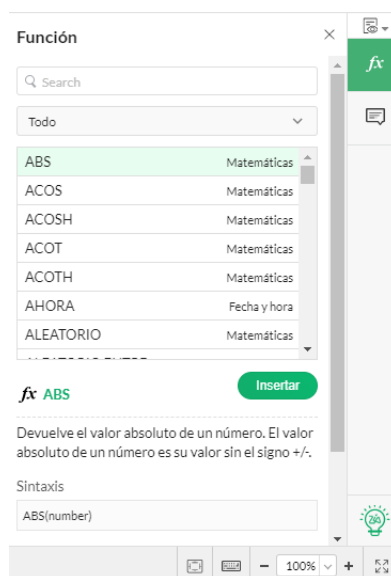 Función
fx
Search
Todo
ABS Matemáticas
ACOS Matemáticas
ACOSH Matemáticas
ACOT Matemáticas
ACOTH Matemáticas
AHORA Fecha y hora
ALEATORIO Matemáticas
fx ABS Insertar
Devuelve el valor absoluto de un número. El valor
absoluto de un número es su valor sin el signo +/-.
Sintaxis
ABS(number)
100%